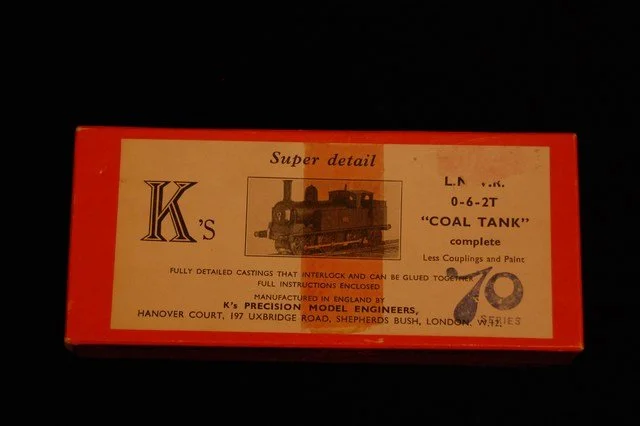 Super detail
K's
L.N.W.R.
0-6-2T
"COAL TANK"
complete
Less Couplings and Paint
FULLY DETAILED CASTINGS THAT INTERLOCK AND CAN BE GLUED TOGETHER
FULL INSTRUCTIONS ENCLOSED
70
SERIES
MANUFACTURED IN ENGLAND BY
K's PRECISION MODEL ENGINEERS,
HANOVER COURT, 197 UXBRIDGE ROAD, SHEPHERDS BUSH, LONDON, W.12.